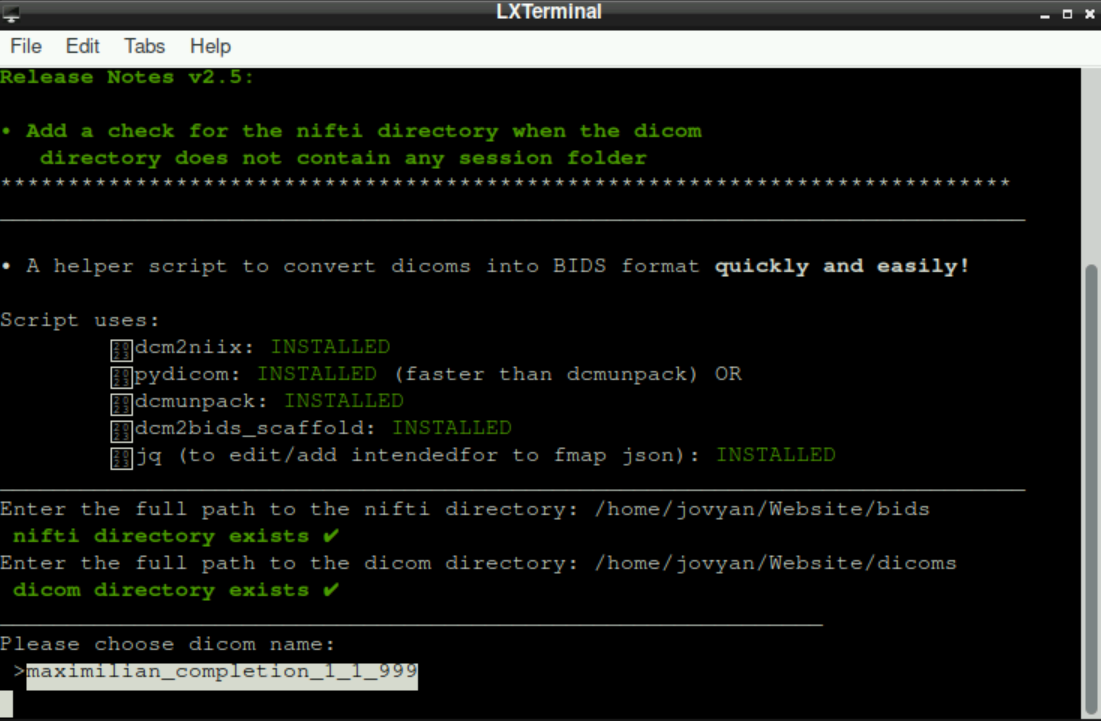 LXTerminal
File Edit Tabs Help
Release Notes v2.5:
• Add a check for the nifti directory when the dicom
directory does not contain any session folder
***************************************************************************
• A helper script to convert dicoms into BIDS format quickly and easily!
Script uses:
dcm2niix: INSTALLED
pydicom: INSTALLED (faster than dcmunpack) OR
dcmunpack: INSTALLED
dcm2bids_scaffold: INSTALLED
jq (to edit/add intendedfor to fmap json): INSTALLED
Enter the full path to the nifti directory: /home/jovyan/Website/bids
nifti directory exists ✔
Enter the full path to the dicom directory: /home/jovyan/Website/dicoms
dicom directory exists ✔
Please choose dicom name:
>maximilian_completion_1_1_999